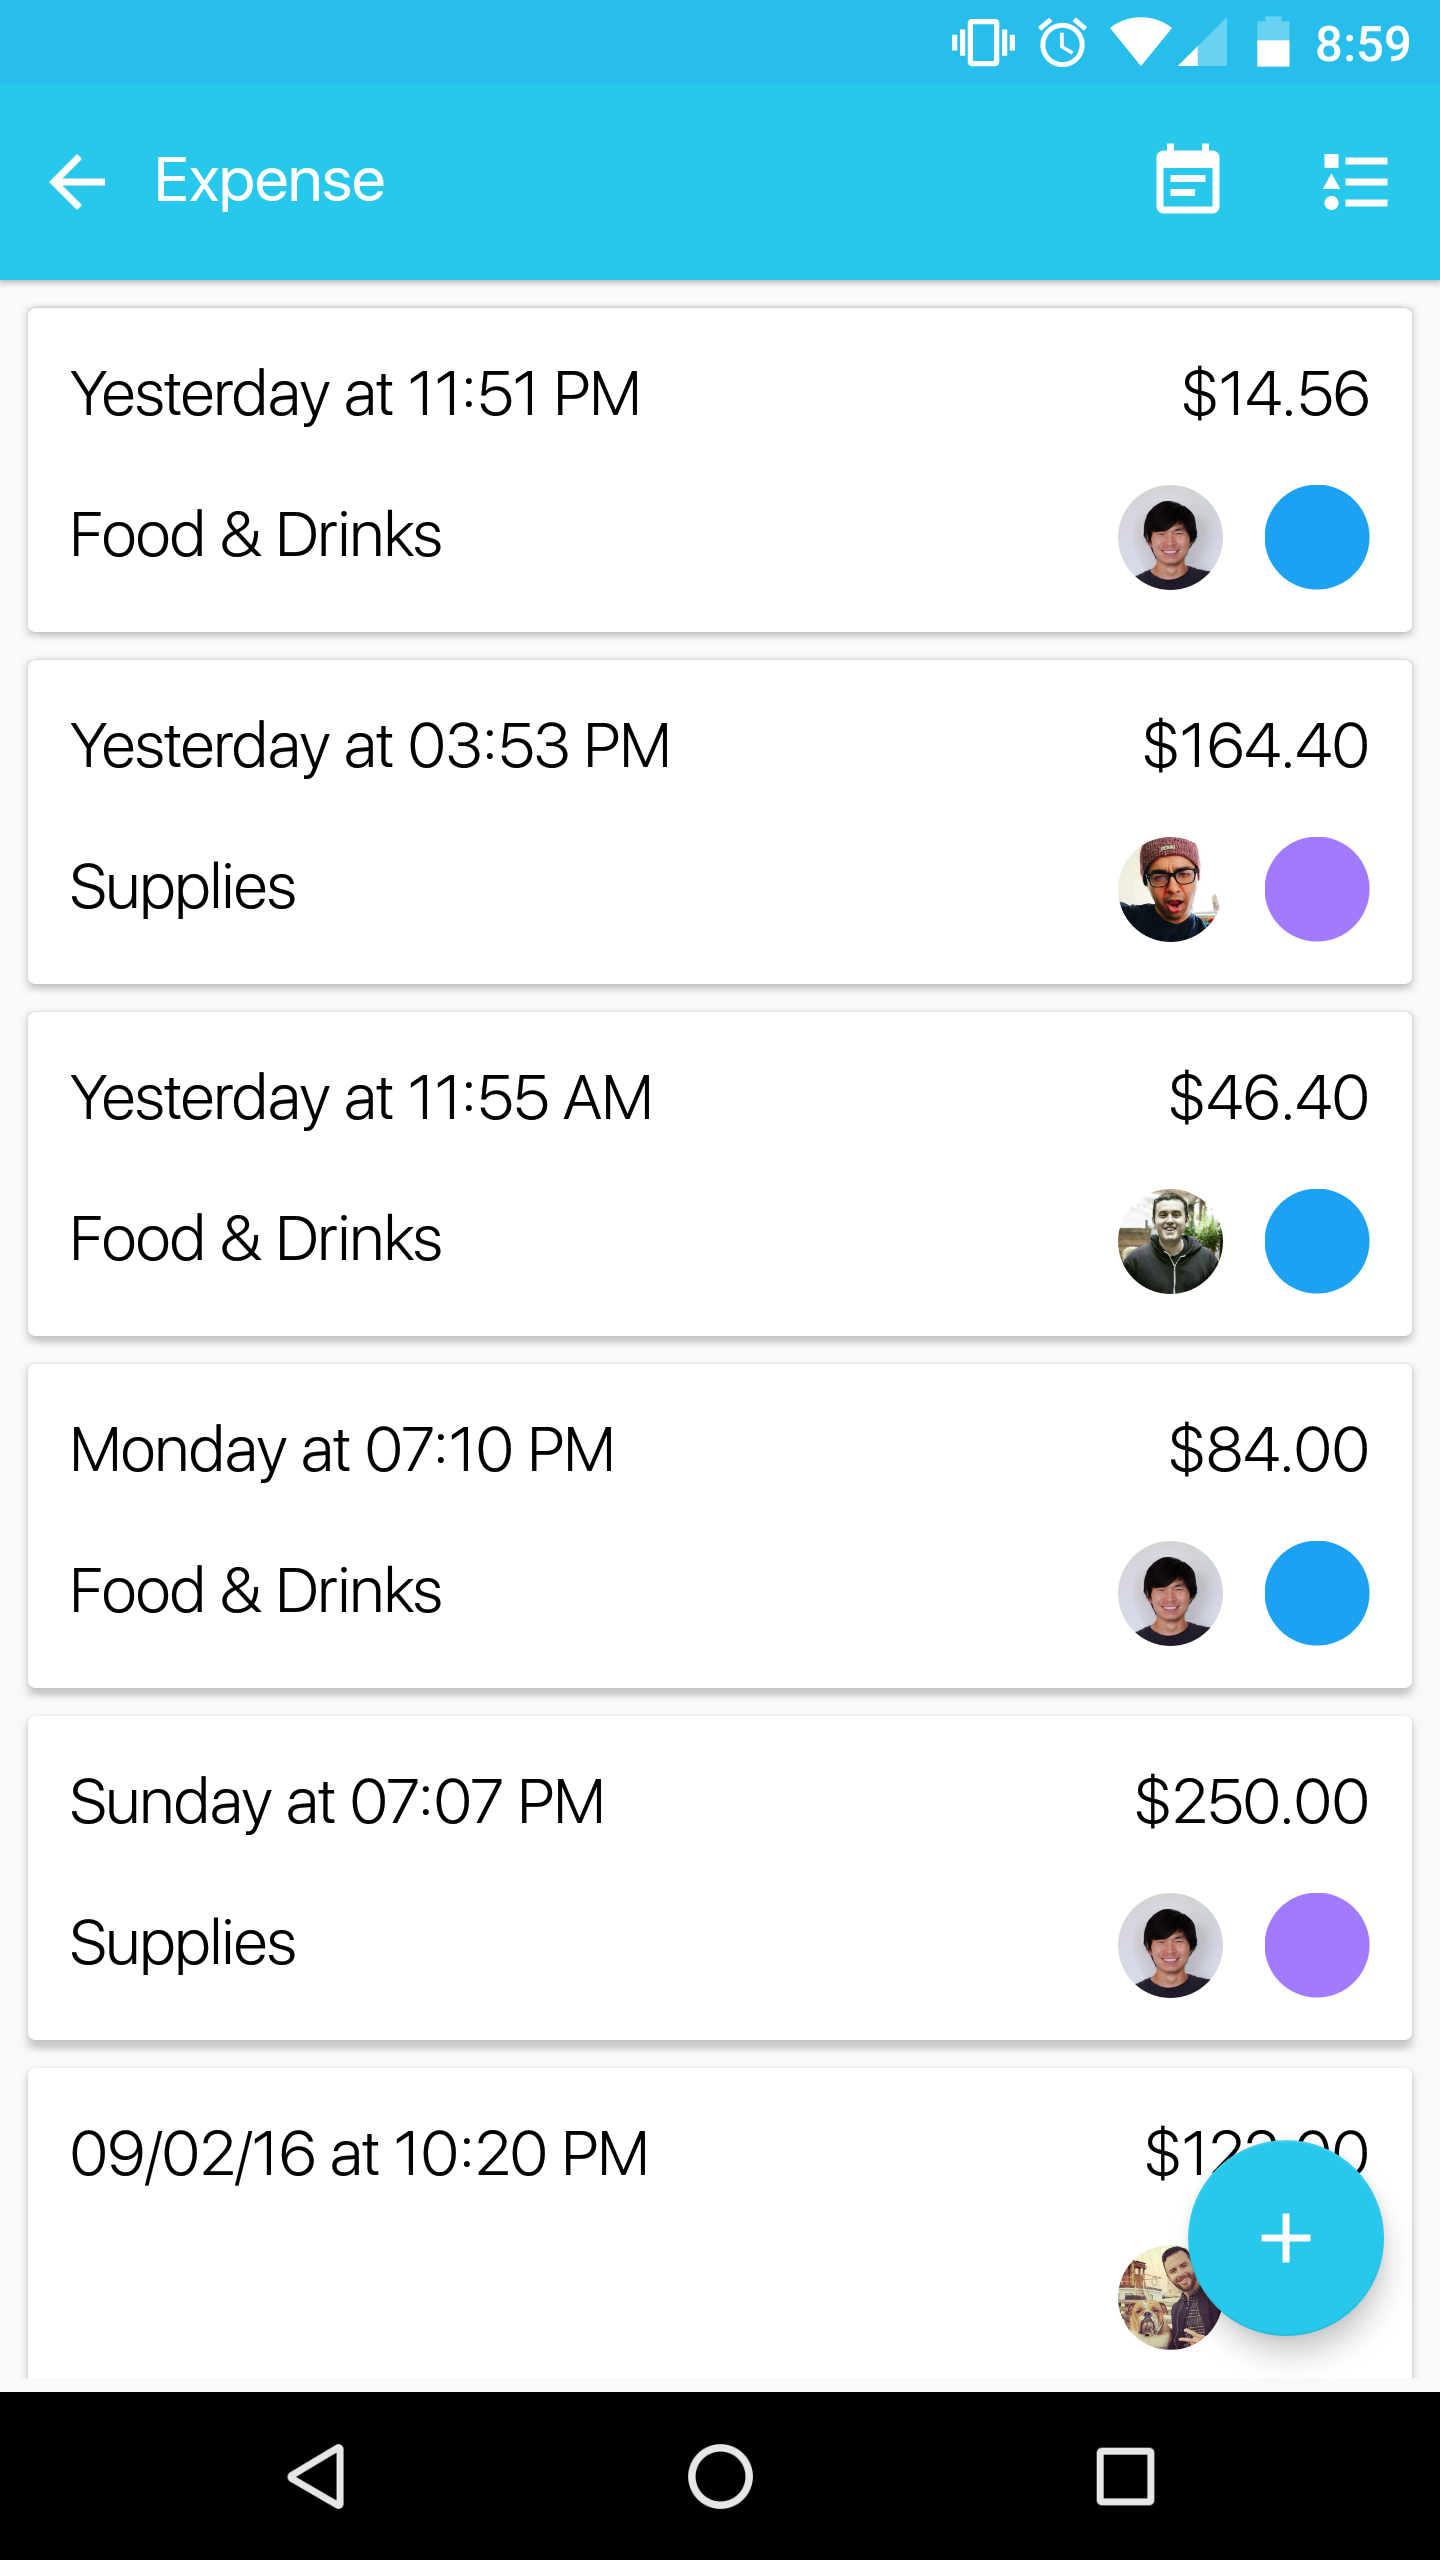 8:59
Expense
Yesterday at 11:51 PM $14.56
Food & Drinks
Yesterday at 03:53 PM $164.40
Supplies
Yesterday at 11:55 AM $46.40
Food & Drinks
Monday at 07:10 PM $84.00
Food & Drinks
Sunday at 07:07 PM $250.00
Supplies
09/02/16 at 10:20 PM